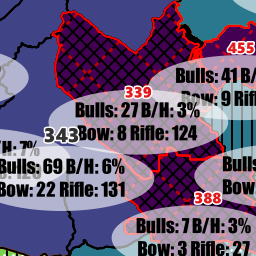 455
Bulls: 41 B/
Bow: 9 Rifl
339
Bulls: 27 B/H: 3%
Bow: 8 Rifle: 124
343
/H: 7%
Bulls: 69 B/H: 6%
Bow: 22 Rifle: 131
Bulls
Bow
388
Bulls: 7 B/H: 3%
Bow: 3 Rifle: 27